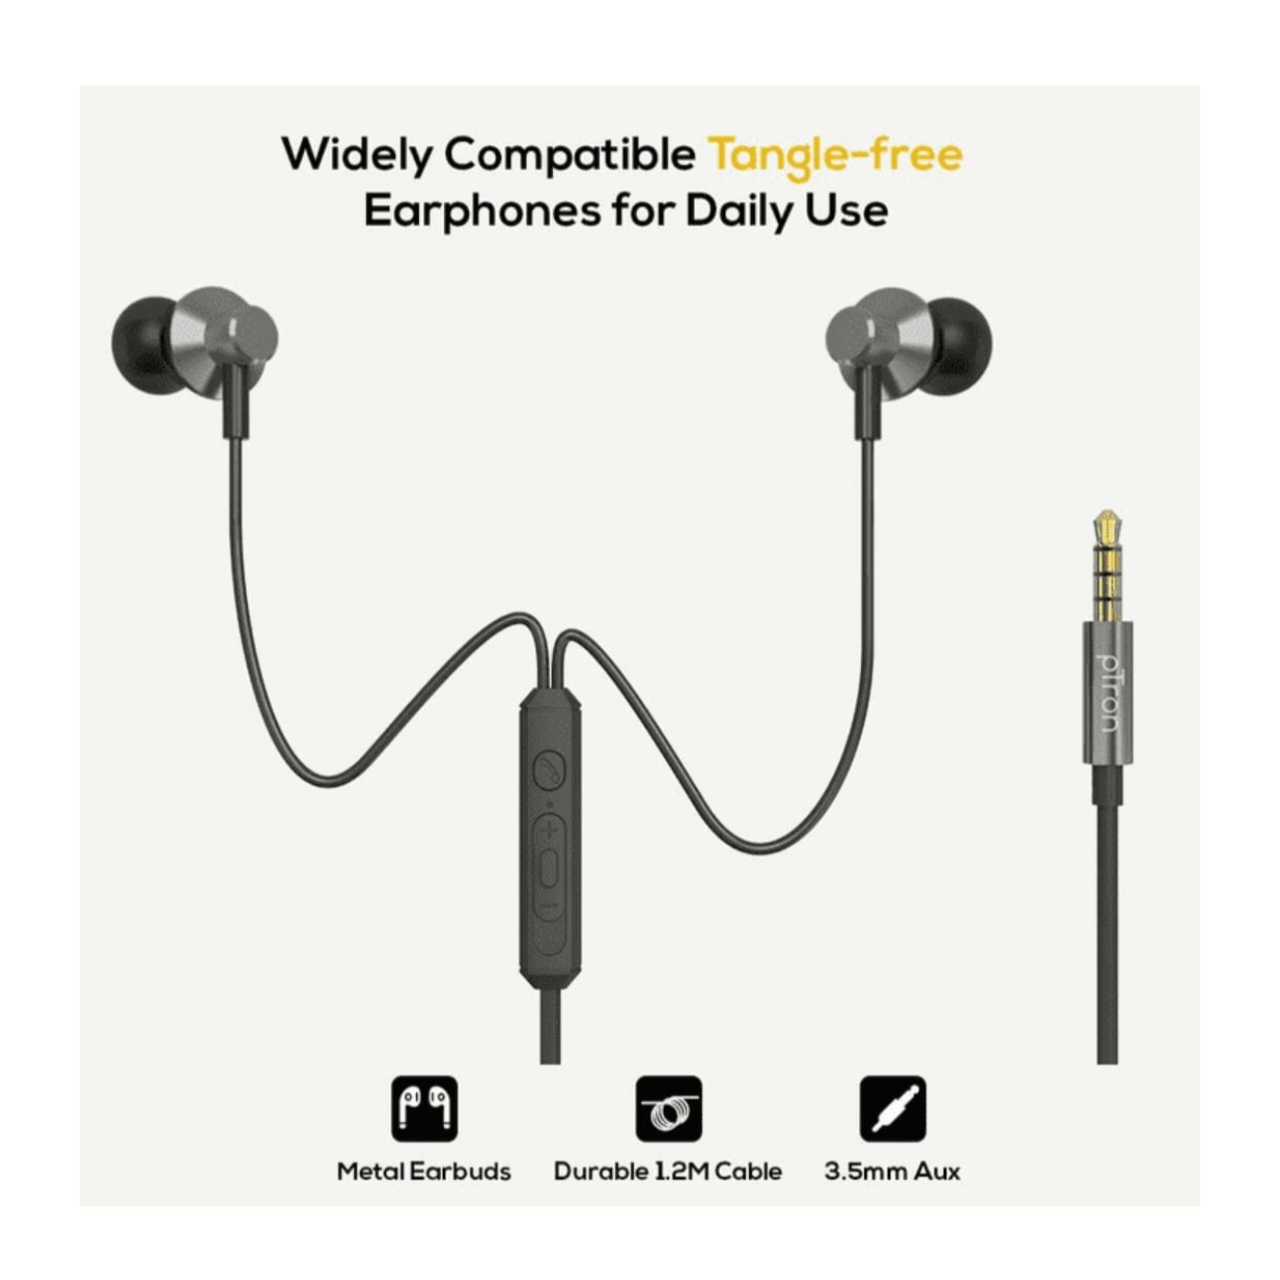 Widely Compatible Tangle-free
Earphones for Daily Use
pTron
Metal Earbuds
Durable 1.2M Cable
3.5mm Aux